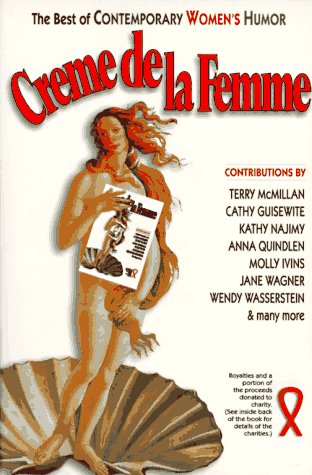 The Best of CONTEMPORARY WOMEN'S HUMOR
Creme de la Femme
CONTRIBUTIONS BY
TERRY MCMILLAN
CATHY GUISEWITE
KATHY NAJIMY
ANNA QUINDLEN
MOLLY IVINS
JANE WAGNER
WENDY WASSERSTEIN
& many more
la Femme
Royalties and a
portion of
the proceeds
donated to
charity.
(See inside back
of the book for
details of the
charities.)